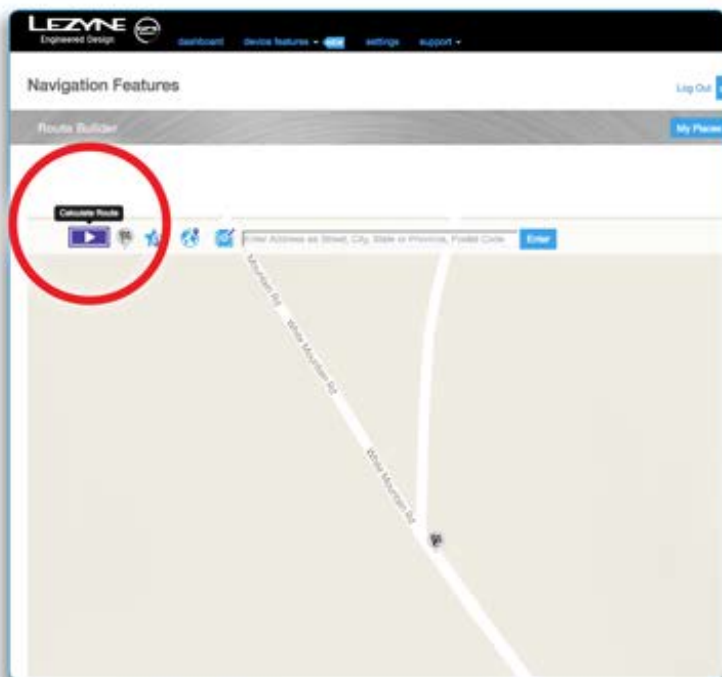 LEZYNE
Engineered Design
dashboard device features NEW settings support
Navigation Features
Log Out
Route Builder
My Places
Calculate Route
Enter Address as Street, City, State or Province, Postal Code Enter
Mountain Rd
White Mountain Rd
White Mountain Rd